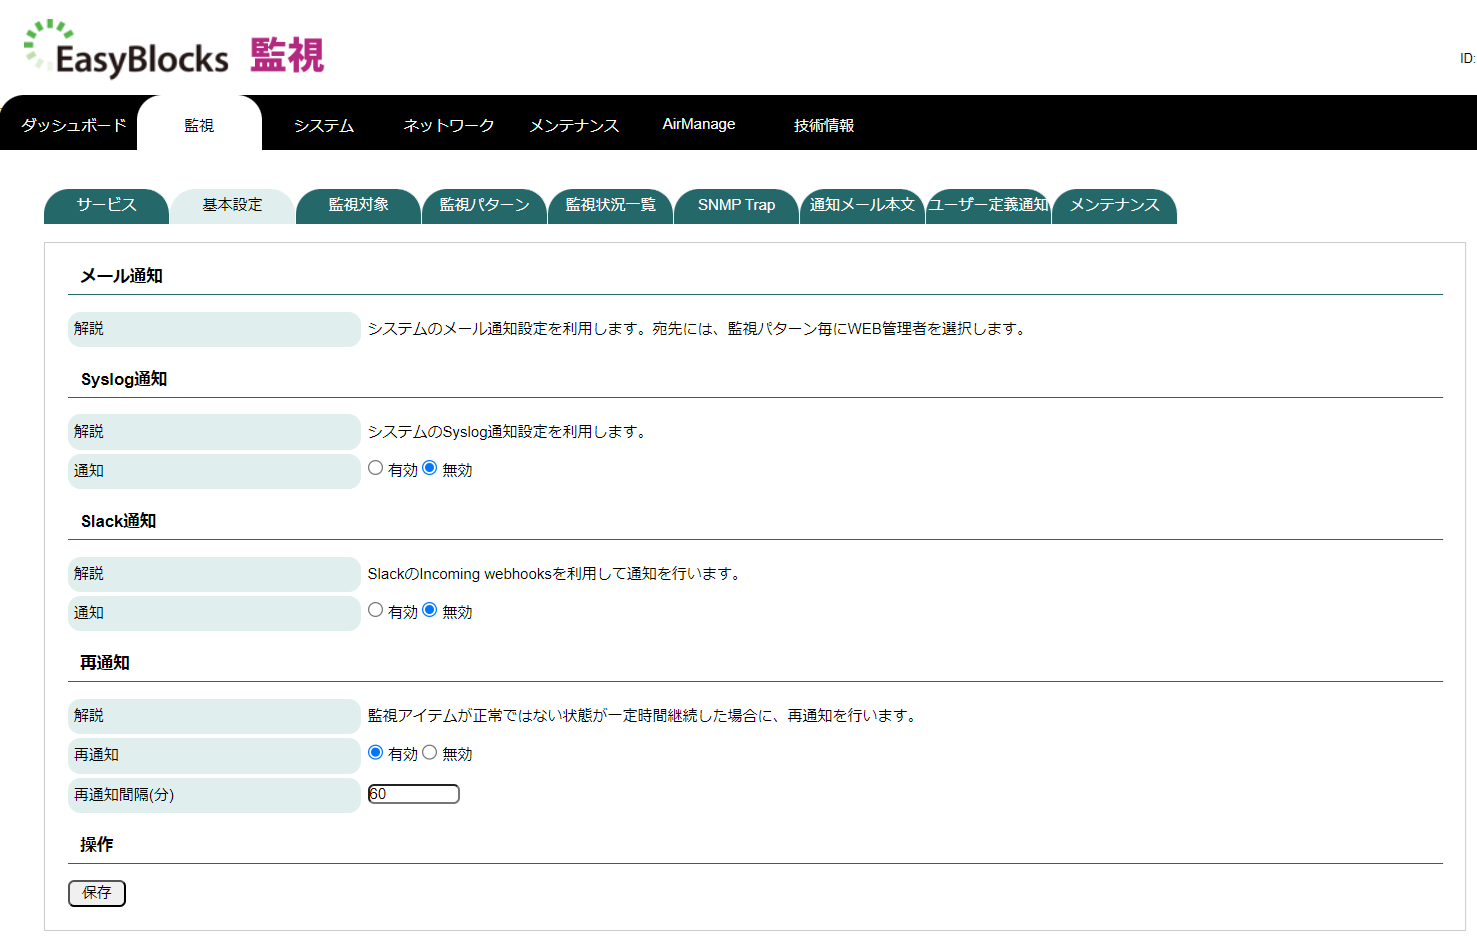 EasyBlocks 監視
ID:
ダッシュボード 監視 システム ネットワーク メンテナンス AirManage 技術情報
サービス 基本設定 監視対象 監視パターン 監視状況一覧 SNMP Trap 通知メール本文 ユーザー定義通知 メンテナンス
メール通知
解説 システムのメール通知設定を利用します。宛先には、監視パターン毎にWEB管理者を選択します。
Syslog通知
解説 システムのSyslog通知設定を利用します。
通知 有効 無効
Slack通知
解説 SlackのIncoming webhooksを利用して通知を行います。
通知 有効 無効
再通知
解説 監視アイテムが正常ではない状態が一定時間継続した場合に、再通知を行います。
再通知 有効 無効
再通知間隔(分) 60
操作
保存